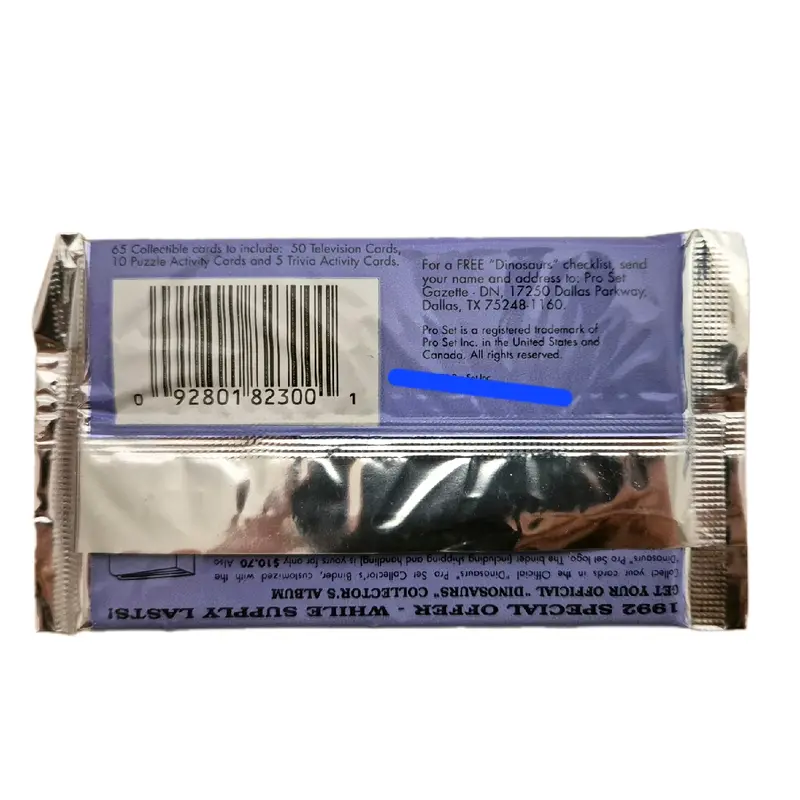 65 Collectible cards to include: 50 Television Cards,
10 Puzzle Activity Cards and 5 Trivia Activity Cards.
For a FREE "Dinosaurs" checklist, send
your name and address to: Pro Set
Gazette - DN, 17250 Dallas Parkway,
Dallas, TX 75248-1160.
Pro Set is a registered trademark of
Pro Set Inc. in the United States and
Canada. All rights reserved.
Set Inc.
0 92801 82300 1
1992 SPECIAL OFFER - WHILE SUPPLY LASTS!
GET YOUR OFFICIAL "DINOSAURS" COLLECTOR'S ALBUM
Collect your cards in the Official "Dinosaurs" Pro Set Collector's Binder, customized with the
"Dinosaurs" Pro Set logo. The binder (including shipping and handling) is yours for only $10.70 Also